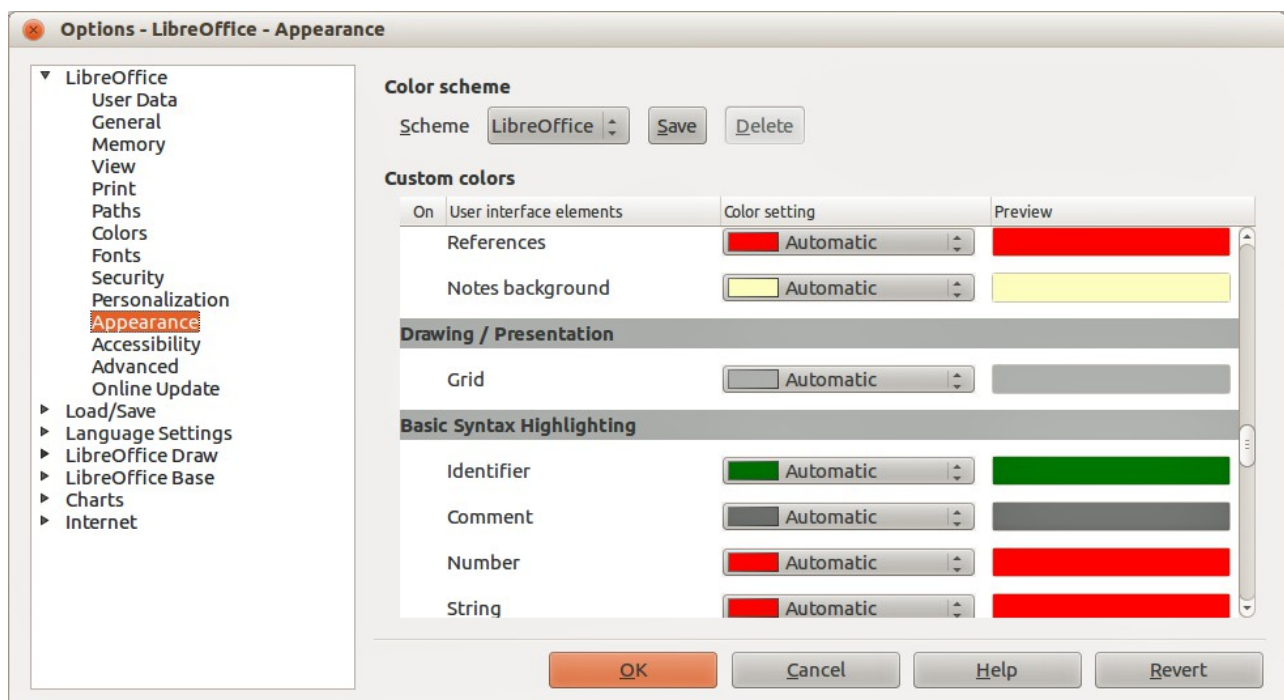 Options - LibreOffice - Appearance
LibreOffice
User Data
General
Memory
View
Print
Paths
Colors
Fonts
Security
Personalization
Appearance
Accessibility
Advanced
Online Update
Load/Save
Language Settings
LibreOffice Draw
LibreOffice Base
Charts
Internet
Color scheme
Scheme LibreOffice Save Delete
Custom colors
On User interface elements Color setting Preview
References Automatic
Notes background Automatic
Drawing / Presentation
Grid Automatic
Basic Syntax Highlighting
Identifier Automatic
Comment Automatic
Number Automatic
String Automatic
OK Cancel Help Revert